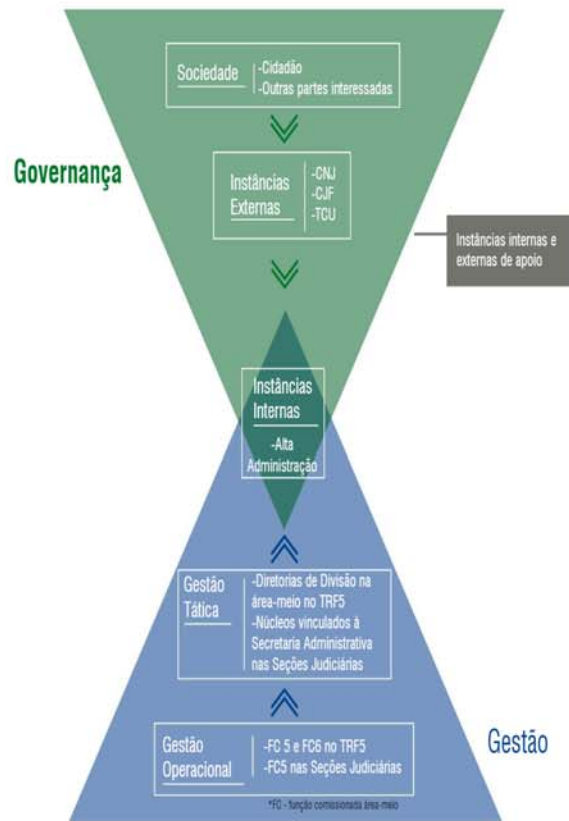 Sociedade
-Cidadão
-Outras partes interessadas
Governança
Instâncias
Externas
-CNJ
-CJF
-TCU
Instâncias internas e
externas de apoio
Instâncias
Internas
-Alta
Administração
Gestão
Tática
-Diretorias de Divisão na
área-meio no TRF5
-Núcleos vinculados à
Secretaria Administrativa
nas Seções Judiciárias
Gestão
Operacional
-FC 5 e FC6 no TRF5
-FC5 nas Seções Judiciárias
Gestão
*FC - função comissionada área-meio